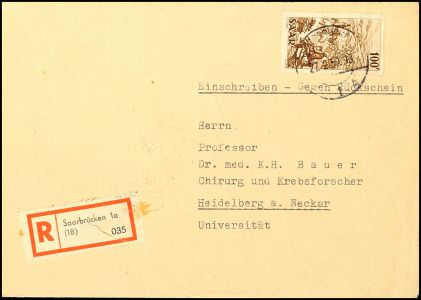 SAAR
100F
Einschreiben - Gegen Rückschein
Herrn
Professor
Dr. med. K.H. Bauer
Chirurg und Krebsforscher
Heidelberg a. Neckar
Universität
R
Saarbrücken 1a
(18) 035